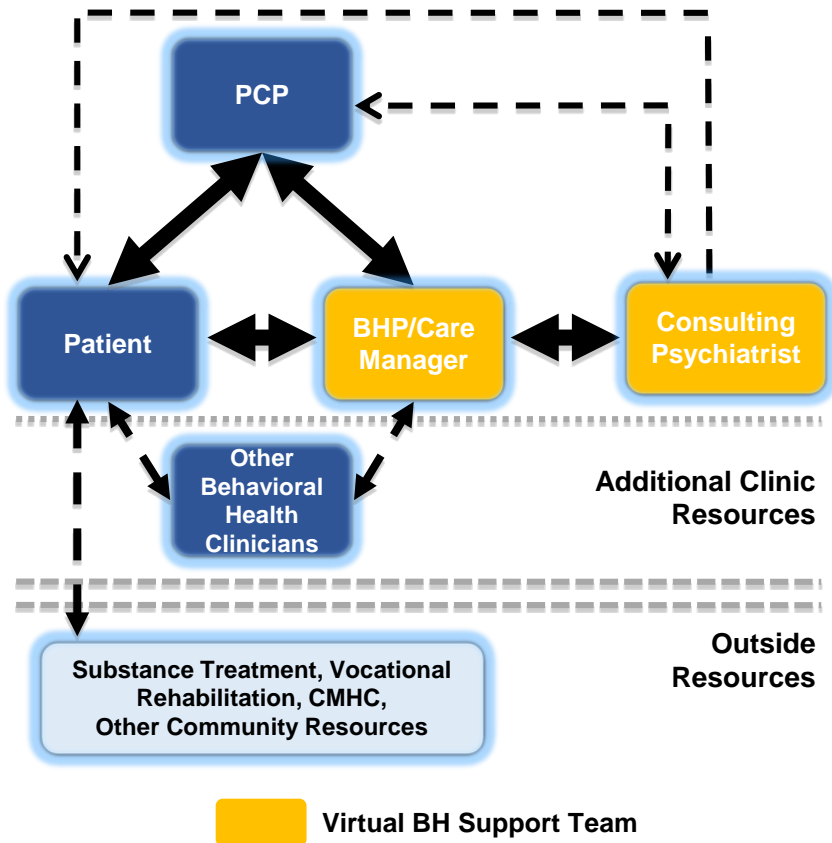 PCP
Patient
BHP/Care
Manager
Consulting
Psychiatrist
Other
Behavioral
Health
Clinicians
Additional Clinic
Resources
Outside
Resources
Substance Treatment, Vocational
Rehabilitation, CMHC,
Other Community Resources
Virtual BH Support Team